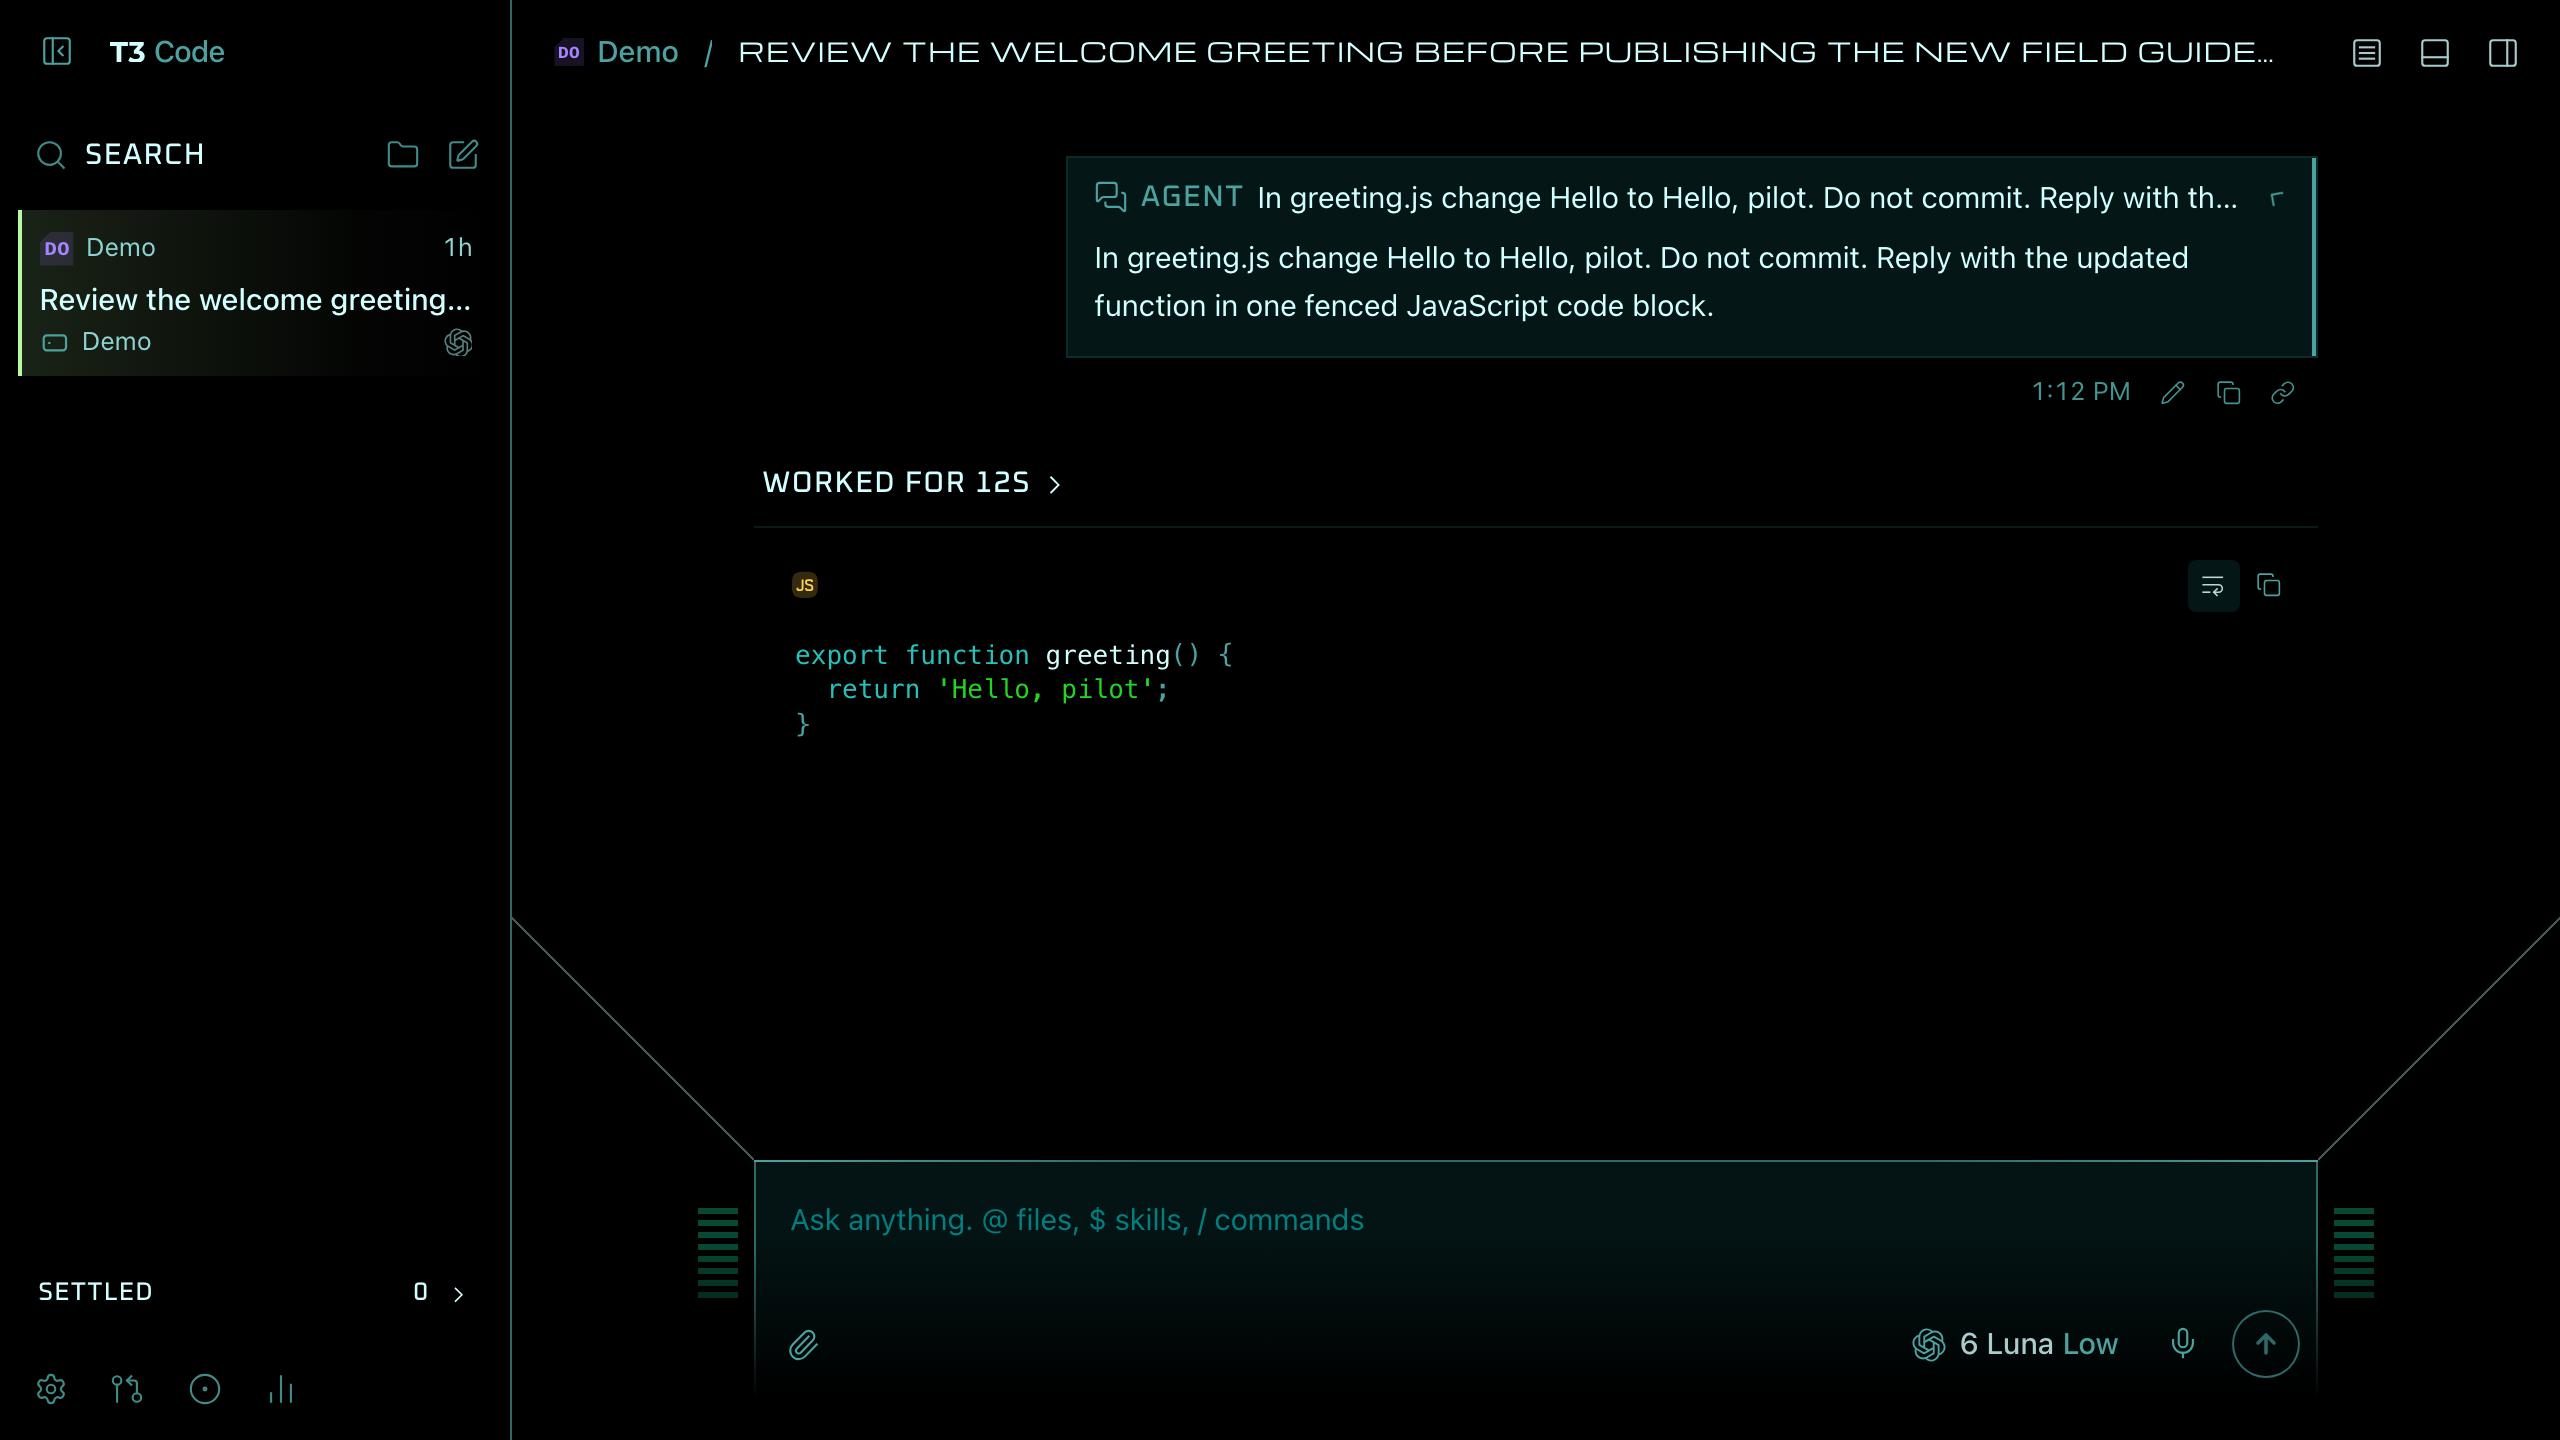 T3 Code
SEARCH
DO Demo 1h
Review the welcome greeting...
Demo
SETTLED 0
DO Demo / REVIEW THE WELCOME GREETING BEFORE PUBLISHING THE NEW FIELD GUIDE...
AGENT In greeting.js change Hello to Hello, pilot. Do not commit. Reply with th...
In greeting.js change Hello to Hello, pilot. Do not commit. Reply with the updated
function in one fenced JavaScript code block.
1:12 PM
WORKED FOR 12S
JS
export function greeting() {
  return 'Hello, pilot';
}
Ask anything. @ files, $ skills, / commands
6 Luna Low